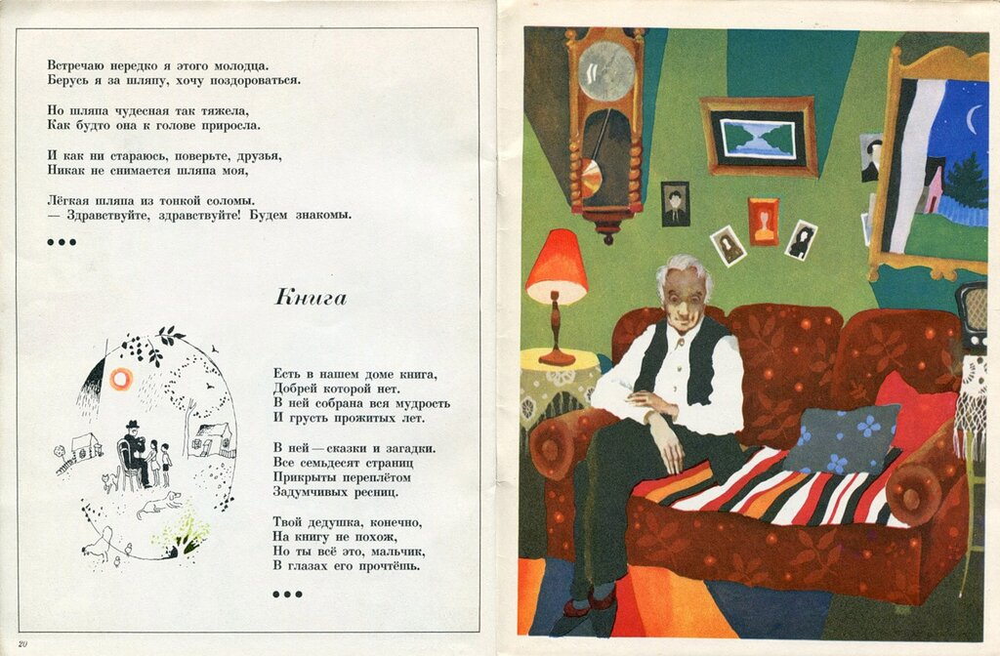 Встречаю нередко я этого молодца.
Берусь я за шляпу, хочу поздороваться.
Но шляпа чудесная так тяжела,
Как будто она к голове приросла.
И как ни стараюсь, поверьте, друзья,
Никак не снимается шляпа моя,
Лёгкая шляпа из тонкой соломы.
— Здравствуйте, здравствуйте! Будем знакомы.
Книга
Есть в нашем доме книга,
Добрей которой нет.
В ней собрана вся мудрость
И грусть прожитых лет.
В ней — сказки и загадки.
Все семьдесят страниц
Прикрыты переплётом
Задумчивых ресниц.
Твой дедушка, конечно,
На книгу не похож,
Но ты всё это, мальчик,
В глазах его прочтёшь.
20